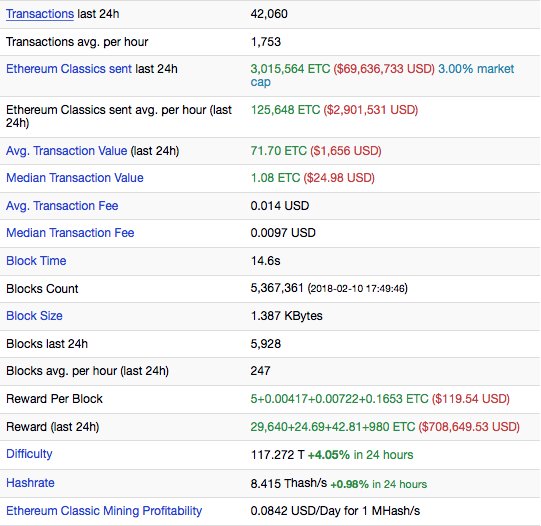 Transactions last 24h 42,060
Transactions avg. per hour 1,753
Ethereum Classics sent last 24h 3,015,564 ETC ($69,636,733 USD) 3.00% market
cap
Ethereum Classics sent avg. per hour (last 125,648 ETC ($2,901,531 USD)
24h)
Avg. Transaction Value (last 24h) 71.70 ETC ($1,656 USD)
Median Transaction Value 1.08 ETC ($24.98 USD)
Avg. Transaction Fee 0.014 USD
Median Transaction Fee 0.0097 USD
Block Time 14.6s
Blocks Count 5,367,361 (2018-02-10 17:49:46)
Block Size 1.387 KBytes
Blocks last 24h 5,928
Blocks avg. per hour (last 24h) 247
Reward Per Block 5+0.00417+0.00722+0.1653 ETC ($119.54 USD)
Reward (last 24h) 29,640+24.69+42.81+980 ETC ($708,649.53 USD)
Difficulty 117.272 T +4.05% in 24 hours
Hashrate 8.415 Thash/s +0.98% in 24 hours
Ethereum Classic Mining Profitability 0.0842 USD/Day for 1 MHash/s